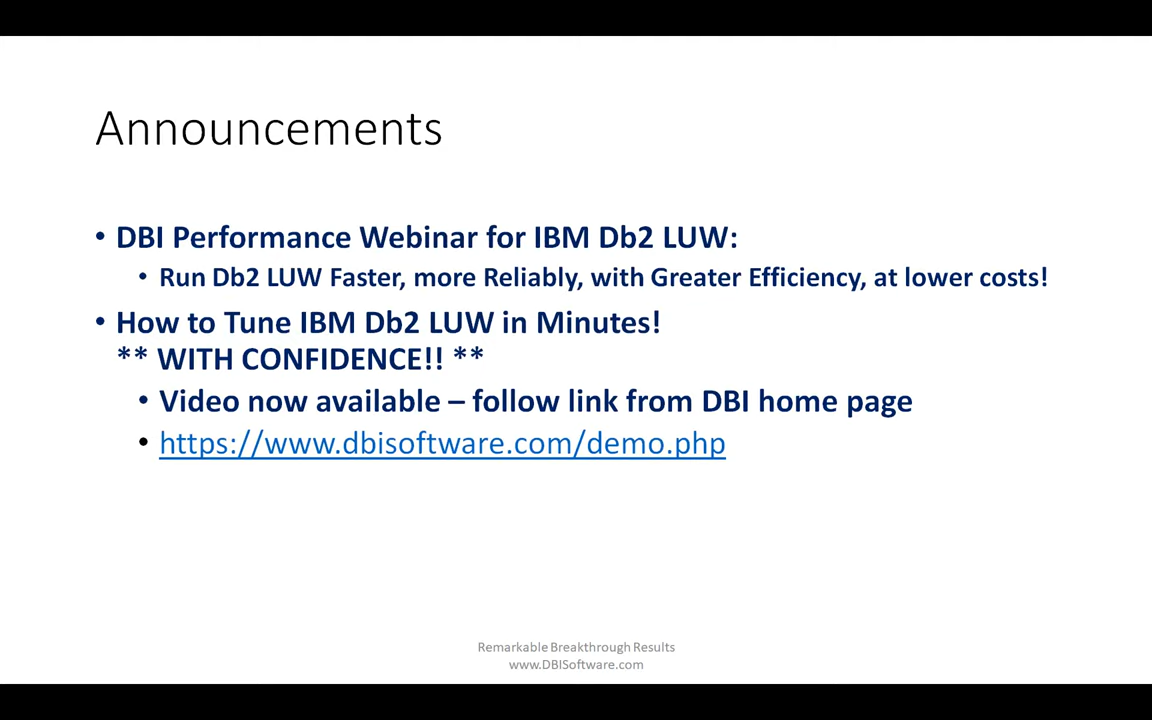 Announcements
• DBI Performance Webinar for IBM Db2 LUW:
• Run Db2 LUW Faster, more Reliably, with Greater Efficiency, at lower costs!
• How to Tune IBM Db2 LUW in Minutes!
** WITH CONFIDENCE!! **
• Video now available – follow link from DBI home page
• https://www.dbisoftware.com/demo.php
Remarkable Breakthrough Results
www.DBISoftware.com